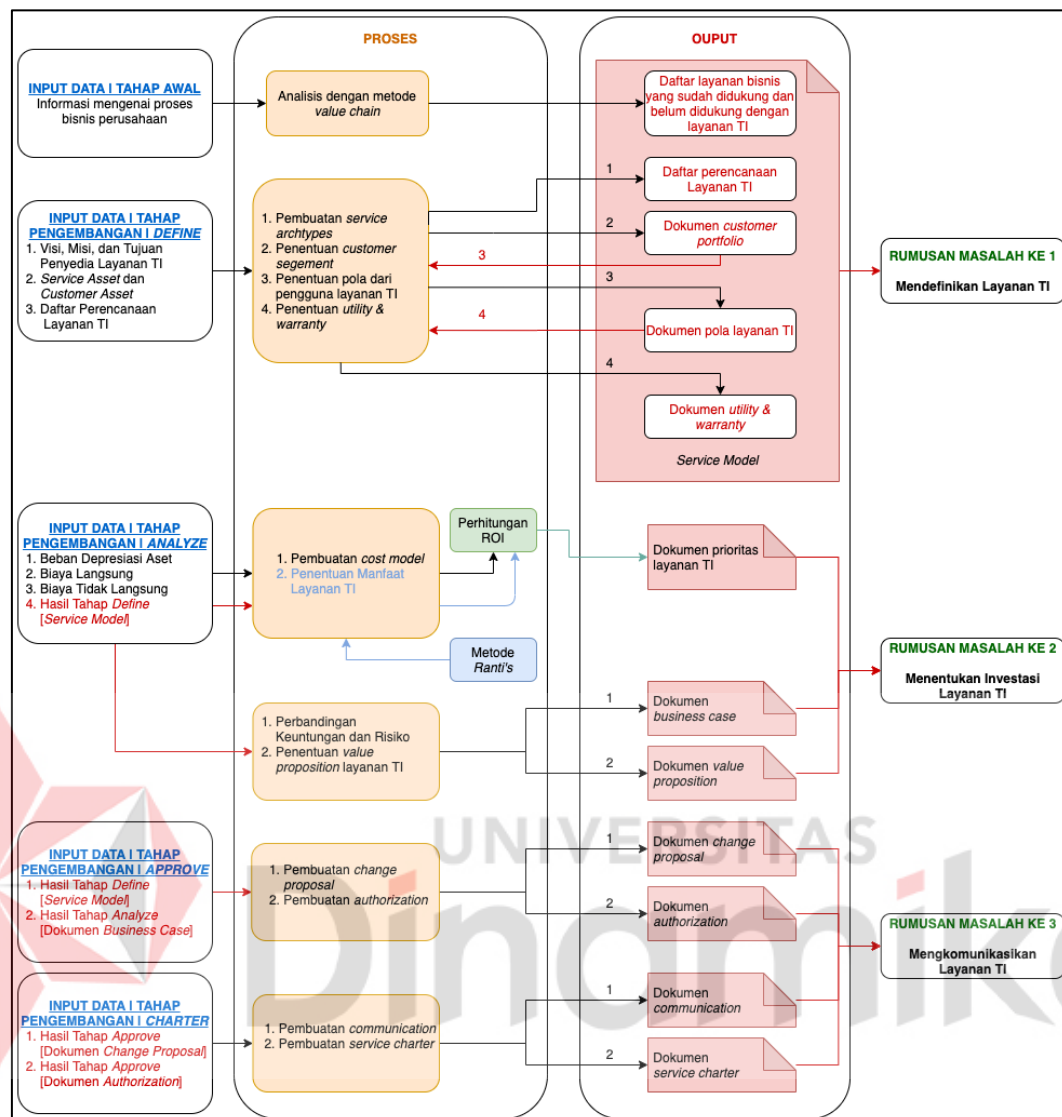 PROSES
OUPUT
INPUT DATA | TAHAP AWAL
Informasi mengenai proses
bisnis perusahaan
Analisis dengan metode
value chain
Daftar layanan bisnis
yang sudah didukung dan
belum didukung dengan
layanan TI
INPUT DATA | TAHAP
PENGEMBANGAN | DEFINE
1. Visi, Misi, dan Tujuan
Penyedia Layanan TI
2. Service Asset dan
Customer Asset
3. Daftar Perencanaan
Layanan TI
1. Pembuatan service
archtypes
2. Penentuan customer
segement
3. Penentuan pola dari
pengguna layanan TI
4. Penentuan utility &
warranty
1
2
3
3
4
4
Daftar perencanaan
Layanan TI
Dokumen customer
portfolio
Dokumen pola layanan TI
Dokumen utility &
warranty
Service Model
RUMUSAN MASALAH KE 1
Mendefinikan Layanan TI
INPUT DATA | TAHAP
PENGEMBANGAN | ANALYZE
1. Beban Depresiasi Aset
2. Biaya Langsung
3. Biaya Tidak Langsung
4. Hasil Tahap Define
[Service Model]
1. Pembuatan cost model
2. Penentuan Manfaat
Layanan TI
Perhitungan
ROI
Metode
Ranti's
Dokumen prioritas
layanan TI
1. Perbandingan
Keuntungan dan Risiko
2. Penentuan value
proposition layanan TI
1
2
Dokumen
business case
Dokumen value
proposition
RUMUSAN MASALAH KE 2
Menentukan Investasi
Layanan TI
INPUT DATA | TAHAP
PENGEMBANGAN | APPROVE
1. Hasil Tahap Define
[Service Model]
2. Hasil Tahap Analyze
[Dokumen Business Case]
1. Pembuatan change
proposal
2. Pembuatan authorization
1
2
Dokumen change
proposal
Dokumen
authorization
INPUT DATA | TAHAP
PENGEMBANGAN | CHARTER
1. Hasil Tahap Approve
[Dokumen Change Proposal]
2. Hasil Tahap Approve
[Dokumen Authorization]
1. Pembuatan communication
2. Pembuatan service charter
1
2
Dokumen
communication
Dokumen
service charter
RUMUSAN MASALAH KE 3
Mengkomunikasikan
Layanan TI
UNIVERSITAS
Dinamika